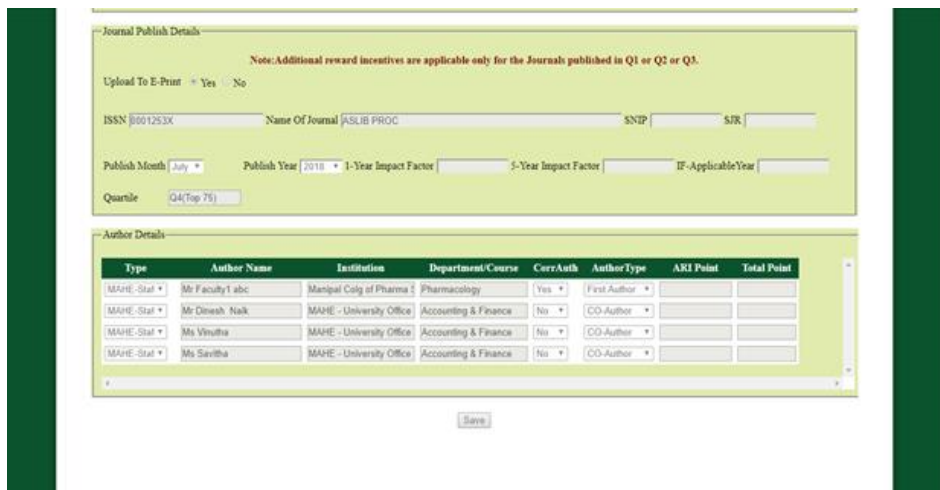 Journal Publish Details
Note:Additional reward incentives are applicable only for the Journals published in Q1 or Q2 or Q3.
Upload To E-Print Yes No
ISSN 0001253X Name Of Journal ASLIB PROC SNIP SJR
Publish Month July Publish Year 2018 1-Year Impact Factor 5-Year Impact Factor IF-ApplicableYear
Quartile Q4(Top 75)
Author Details
Type Author Name Institution Department/Course CorrAuth AuthorType ARI Point Total Point
MAHE-Staf Mr Faculty1 abc Manipal Colg of Pharma S Pharmacology Yes First Author
MAHE-Staf Mr Dinesh Naik MAHE - University Office Accounting & Finance No CO-Author
MAHE-Staf Ms Vinutha MAHE - University Office Accounting & Finance No CO-Author
MAHE-Staf Ms Savitha MAHE - University Office Accounting & Finance No CO-Author
Save